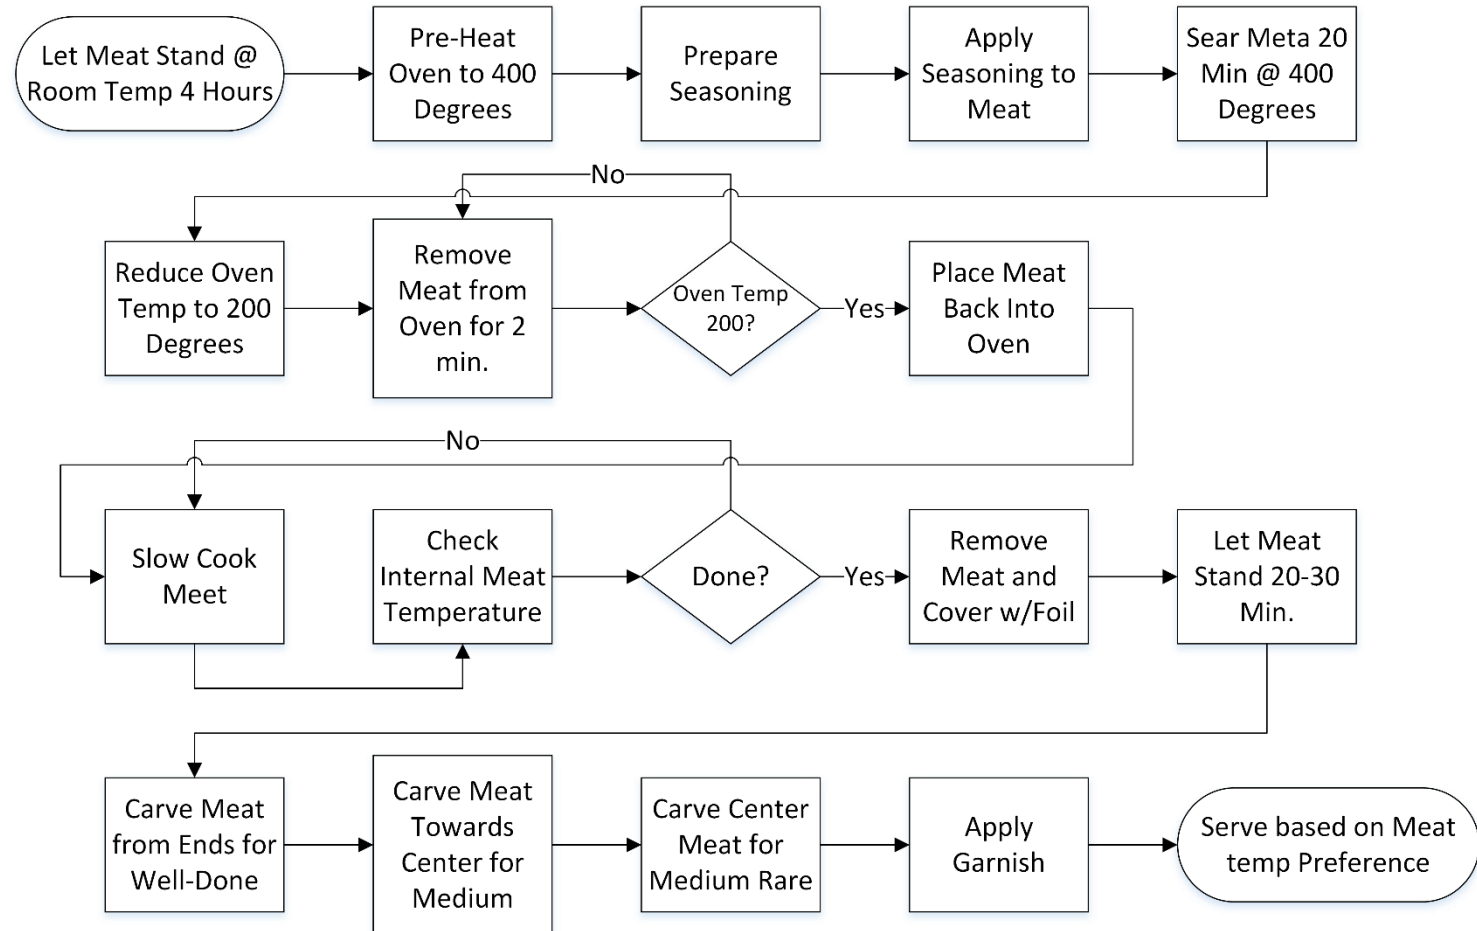 Let Meat Stand @
Room Temp 4 Hours
Pre-Heat
Oven to 400
Degrees
Prepare
Seasoning
Apply
Seasoning to
Meat
Sear Meta 20
Min @ 400
Degrees
No
Reduce Oven
Temp to 200
Degrees
Remove
Meat from
Oven for 2
min.
Oven Temp
200?
Yes
Place Meat
Back Into
Oven
No
Slow Cook
Meet
Check
Internal Meat
Temperature
Done?
Yes
Remove
Meat and
Cover w/Foil
Let Meat
Stand 20-30
Min.
Carve Meat
from Ends for
Well-Done
Carve Meat
Towards
Center for
Medium
Carve Center
Meat for
Medium Rare
Apply
Garnish
Serve based on Meat
temp Preference